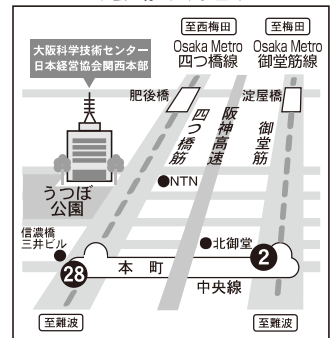 至西梅田
至梅田
大阪科学技術センター
日本経営協会関西本部
Osaka Metro
四つ橋線
Osaka Metro
御堂筋線
肥後橋
淀屋橋
四つ橋筋
阪神高速
御堂筋
うつぼ
公園
●NTN
信濃橋
三井ビル
●北御堂
28
本町
2
中央線
至難波
至難波